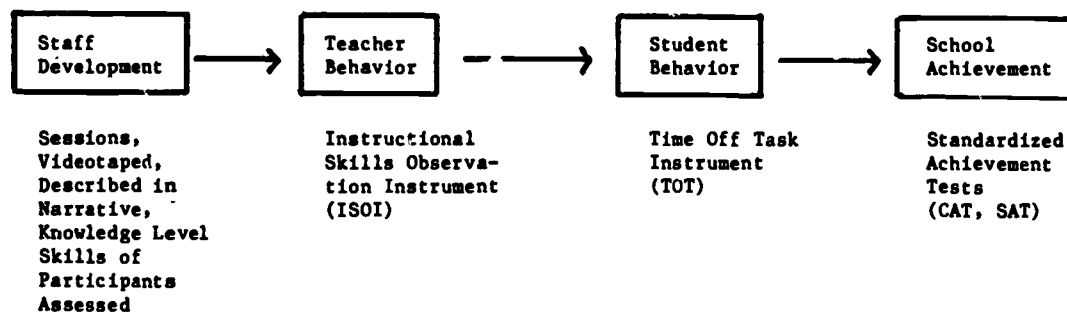 Staff
Development
Teacher
Behavior
Student
Behavior
School
Achievement
Sessions,
Videotaped,
Described in
Narrative,
Knowledge Level
Skills of
Participants
Assessed
Instructional
Skills Observa-
tion Instrument
(ISOI)
Time Off Task
Instrument
(TOT)
Standardized
Achievement
Tests
(CAT, SAT)